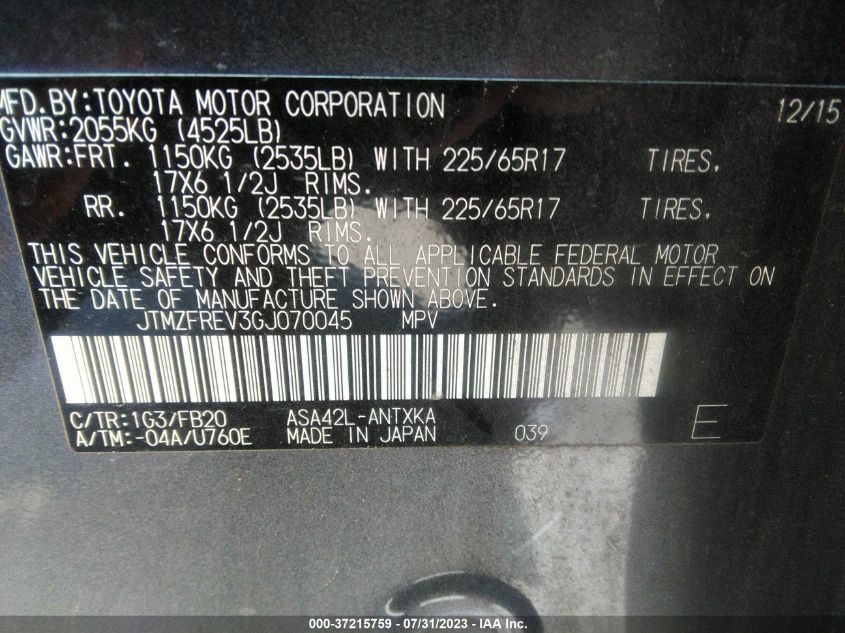 MFD.BY:TOYOTA MOTOR CORPORATION 12/15
GVWR:2055KG (4525LB)
GAWR:FRT. 1150KG (2535LB) WITH 225/65R17 TIRES,
17X6 1/2J RIMS.
RR. 1150KG (2535LB) WITH 225/65R17 TIRES,
17X6 1/2J RIMS.
THIS VEHICLE CONFORMS TO ALL APPLICABLE FEDERAL MOTOR
VEHICLE SAFETY AND THEFT PREVENTION STANDARDS IN EFFECT ON
THE DATE OF MANUFACTURE SHOWN ABOVE.
JTMZFREV3GJ070045 MPV
C/TR:1G3/FB20 ASA42L-ANTXKA
A/TM:-04A/U760E MADE IN JAPAN 039 E
000-37215759 - 07/31/2023 - IAA Inc.